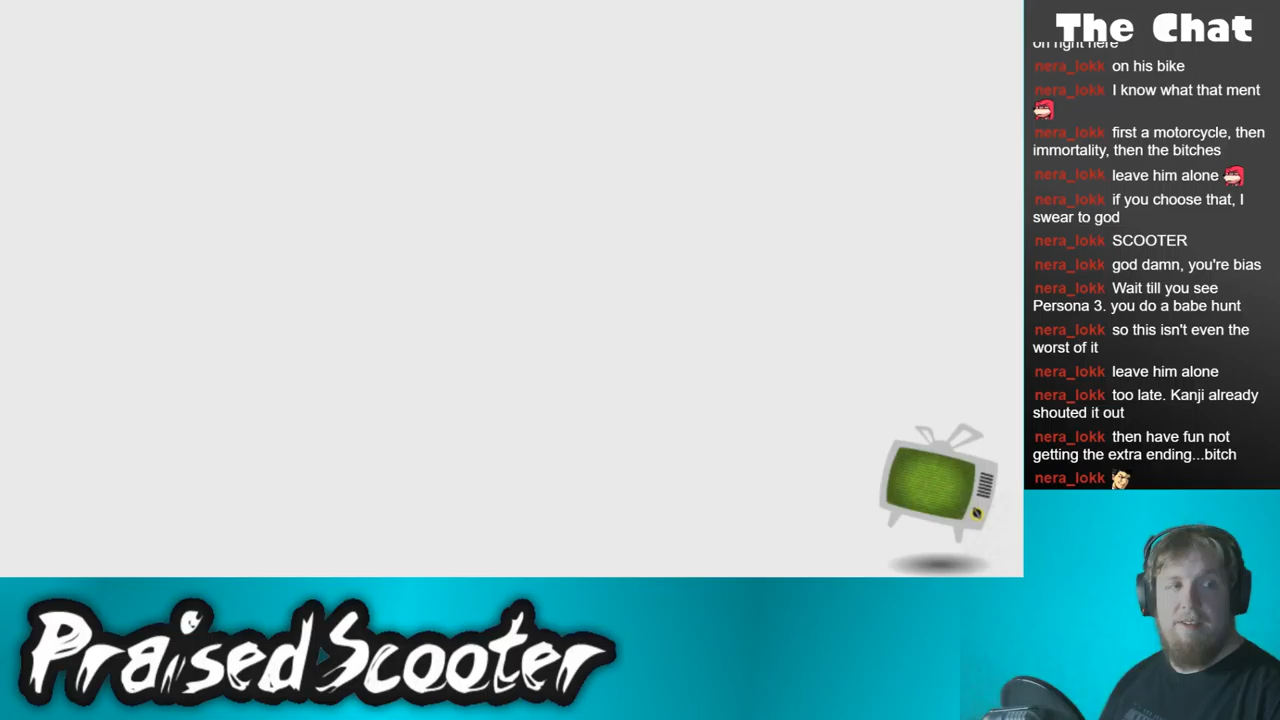 The Chat
on right here
nera_lokk on his bike
nera_lokk I know what that ment
nera_lokk first a motorcycle, then
immortality, then the bitches
nera_lokk leave him alone
nera_lokk if you choose that, I
swear to god
nera_lokk SCOOTER
nera_lokk god damn, you're bias
nera_lokk Wait till you see
Persona 3. you do a babe hunt
nera_lokk so this isn't even the
worst of it
nera_lokk leave him alone
nera_lokk too late. Kanji already
shouted it out
nera_lokk then have fun not
getting the extra ending...bitch
nera_lokk
PraisedScooter